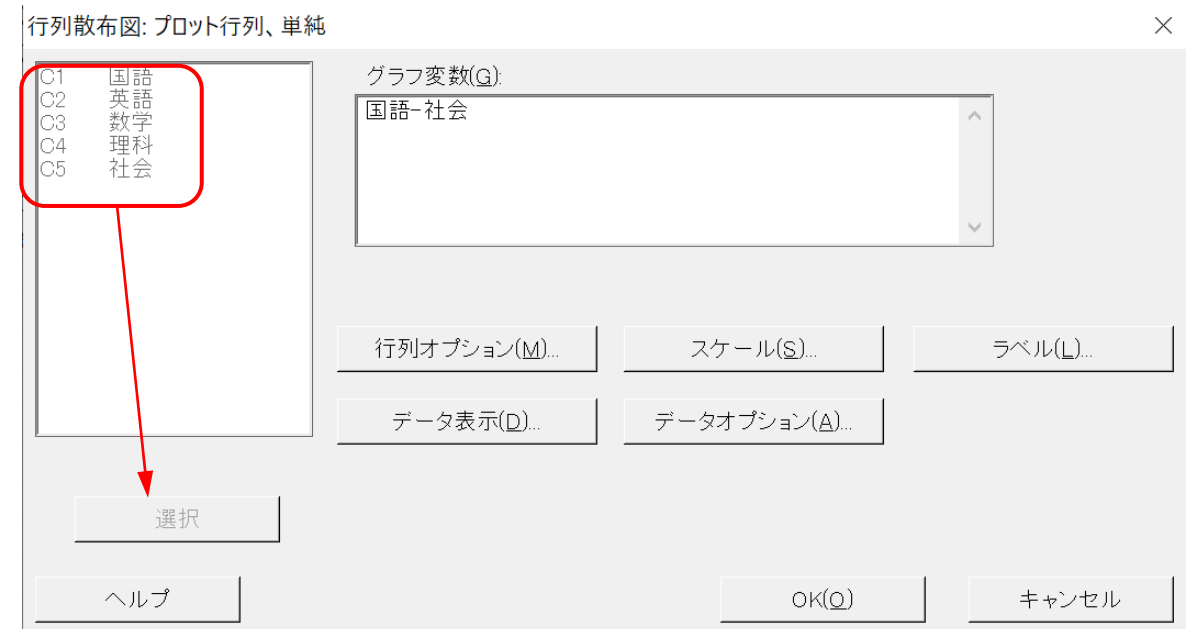 行列散布図: プロット行列、単純
C1 国語
C2 英語
C3 数学
C4 理科
C5 社会
グラフ変数(G):
国語-社会
行列オプション(M)...
スケール(S)...
ラベル(L)...
データ表示(D)...
データオプション(A)...
選択
ヘルプ
OK(O)
キャンセル